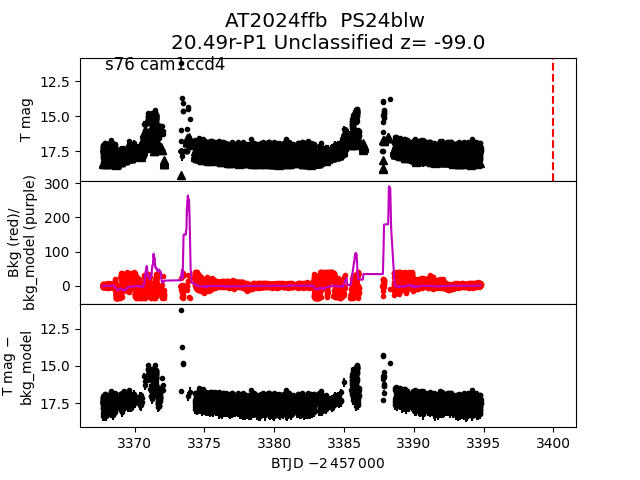 AT2024ffb  PS24blw
20.49r-P1 Unclassified z= -99.0
s76 cam1ccd4
12.5
15.0
17.5
T mag
300
200
100
0
Bkg (red)/
bkg_model (purple)
12.5
15.0
17.5
T mag −
bkg_model
3370 3375 3380 3385 3390 3395 3400
BTJD −2 457 000